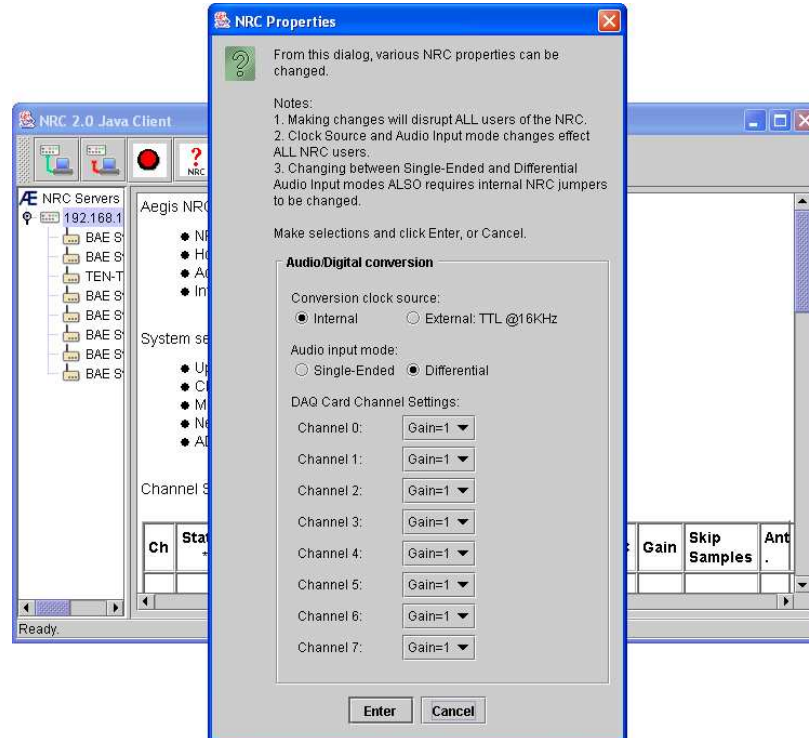 NRC Properties
From this dialog, various NRC properties can be
changed.
Notes:
1. Making changes will disrupt ALL users of the NRC.
2. Clock Source and Audio Input mode changes effect
ALL NRC users.
3. Changing between Single-Ended and Differential
Audio Input modes ALSO requires internal NRC jumpers
to be changed.
Make selections and click Enter, or Cancel.
Audio/Digital conversion
Conversion clock source:
Internal External: TTL @16KHz
Audio input mode:
Single-Ended Differential
DAQ Card Channel Settings:
Channel 0: Gain=1
Channel 1: Gain=1
Channel 2: Gain=1
Channel 3: Gain=1
Channel 4: Gain=1
Channel 5: Gain=1
Channel 6: Gain=1
Channel 7: Gain=1
Enter Cancel
NRC 2.0 Java Client
NRC
NRC Servers
192.168.1
BAE S
BAE S
TEN-T
BAE S
BAE S
BAE S
BAE S
BAE S
Aegis NRC
System se
Channel S
Ch Stat Gain Skip Samples Ant.
Ready.